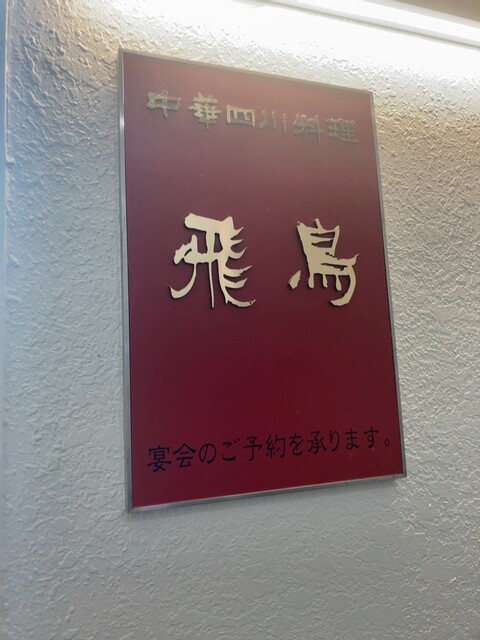 中華四川料理
飛鳥
宴会のご予約を承ります。